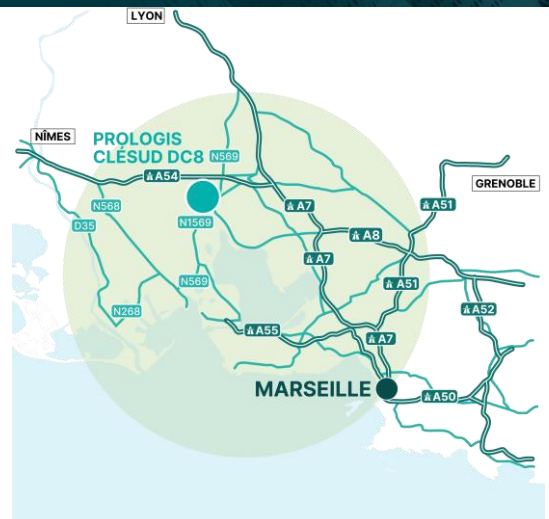 LYON
NÎMES
PROLOGIS
CLÉSUD DC8
N569
A54
GRENOBLE
N568
A7
A51
D35
N1569
A8
A7
N569
A51
N268
A52
A55
A7
MARSEILLE
A50